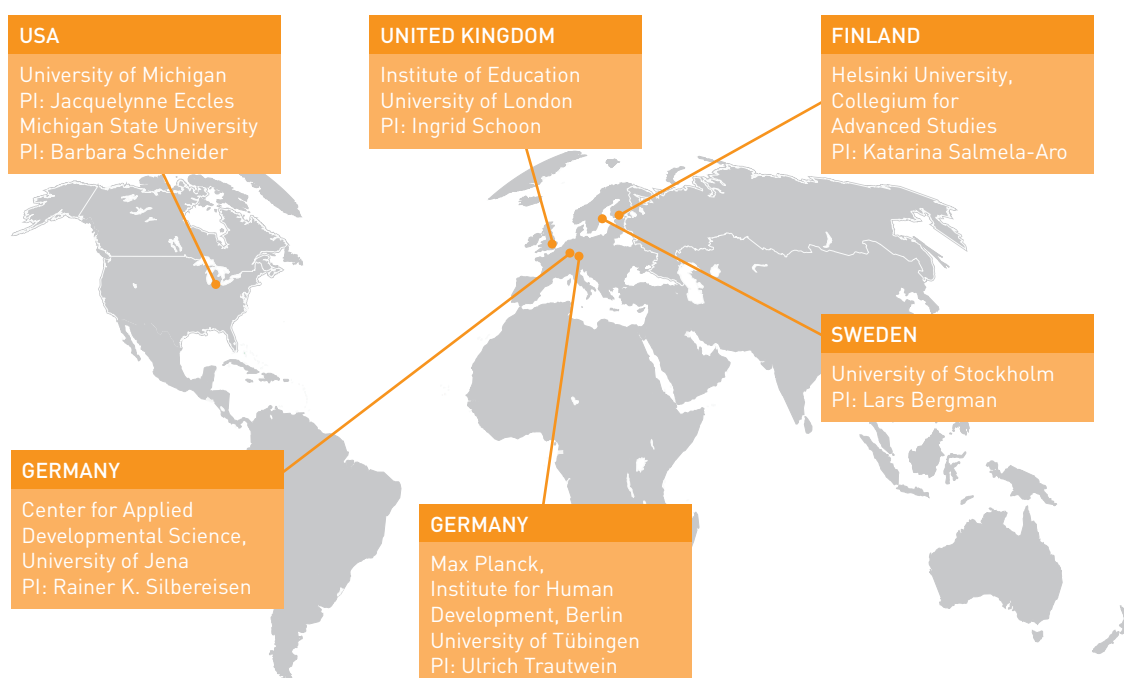 USA
University of Michigan
PI: Jacquelynne Eccles
Michigan State University
PI: Barbara Schneider
UNITED KINGDOM
Institute of Education
University of London
PI: Ingrid Schoon
FINLAND
Helsinki University,
Collegium for
Advanced Studies
PI: Katarina Salmela-Aro
SWEDEN
University of Stockholm
PI: Lars Bergman
GERMANY
Center for Applied
Developmental Science,
University of Jena
PI: Rainer K. Silbereisen
GERMANY
Max Planck,
Institute for Human
Development, Berlin
University of Tübingen
PI: Ulrich Trautwein